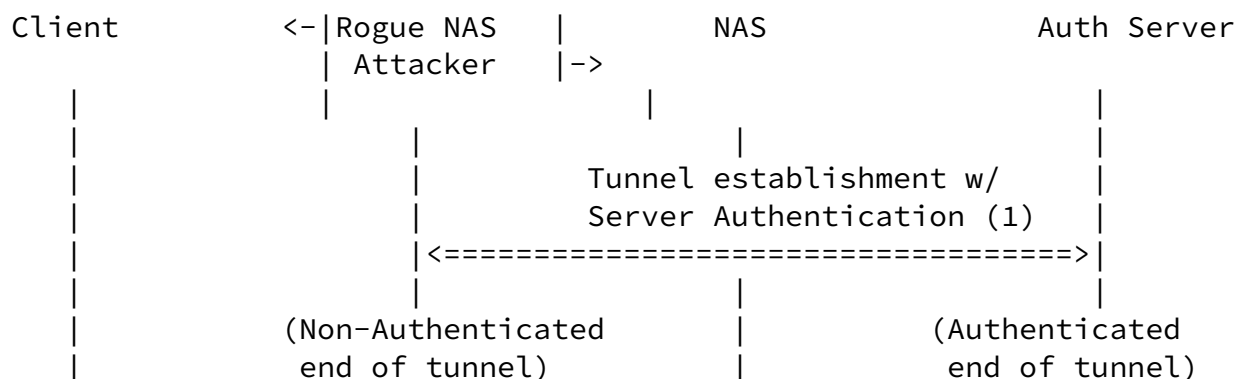 Client <-|Rogue NAS | NAS Auth Server
| Attacker |->
| | | |
| | | |
| | Tunnel establishment w/ |
| | Server Authentication (1) |
| |<===================================>|
| | | |
| (Non-Authenticated | (Authenticated
| end of tunnel) | end of tunnel)